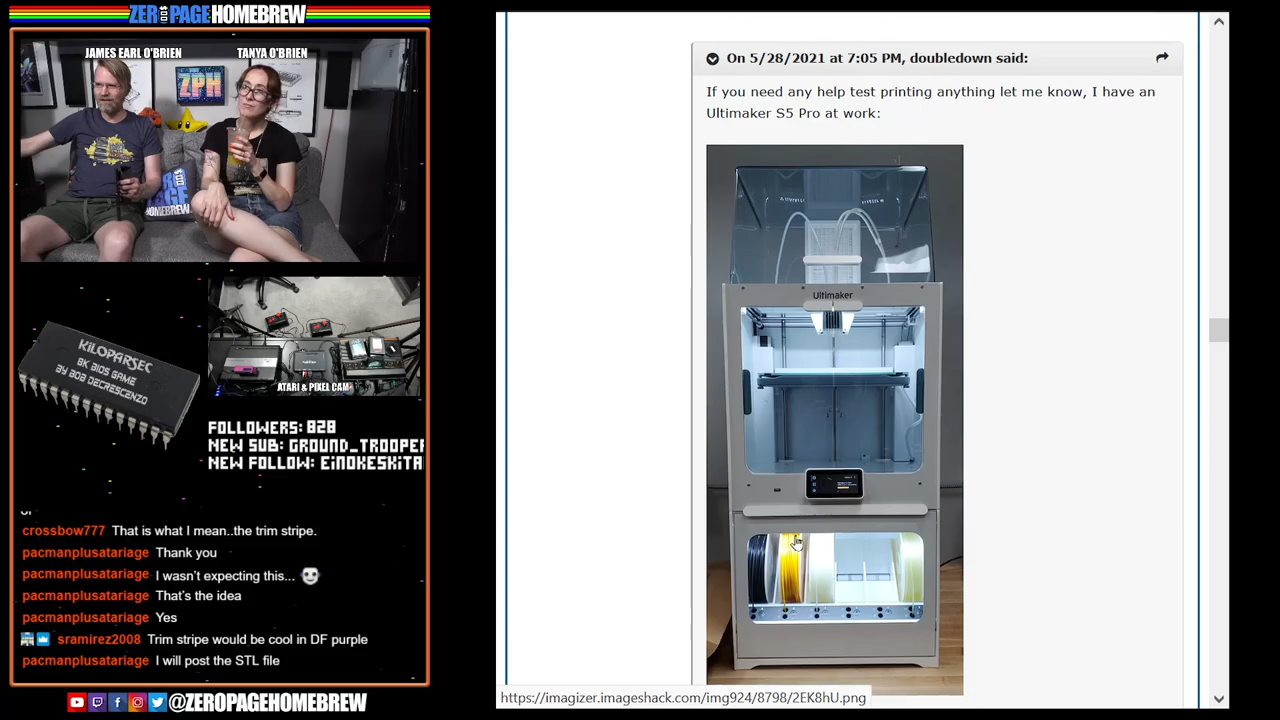 ZEROPAGEHOMEBREW
JAMES EARL O'BRIEN
TANYA O'BRIEN
ZPH
HOMEBREW
KILOPARSEC
8K BIOS GAME
BY BOB DECRESCENZO
ATARI & PIXEL CAM
FOLLOWERS: 828
NEW SUB: GROUND_TROOPER
NEW FOLLOW: EINOKESKITA
crossbow777 That is what I mean..the trim stripe.
pacmanplusatariage Thank you
pacmanplusatariage I wasn't expecting this...
pacmanplusatariage That's the idea
pacmanplusatariage Yes
sramirez2008 Trim stripe would be cool in DF purple
pacmanplusatariage I will post the STL file
@ZEROPAGEHOMEBREW
On 5/28/2021 at 7:05 PM, doubledown said:
If you need any help test printing anything let me know, I have an
Ultimaker S5 Pro at work:
Ultimaker
https://imagizer.imageshack.com/img924/8798/2EK8hU.png